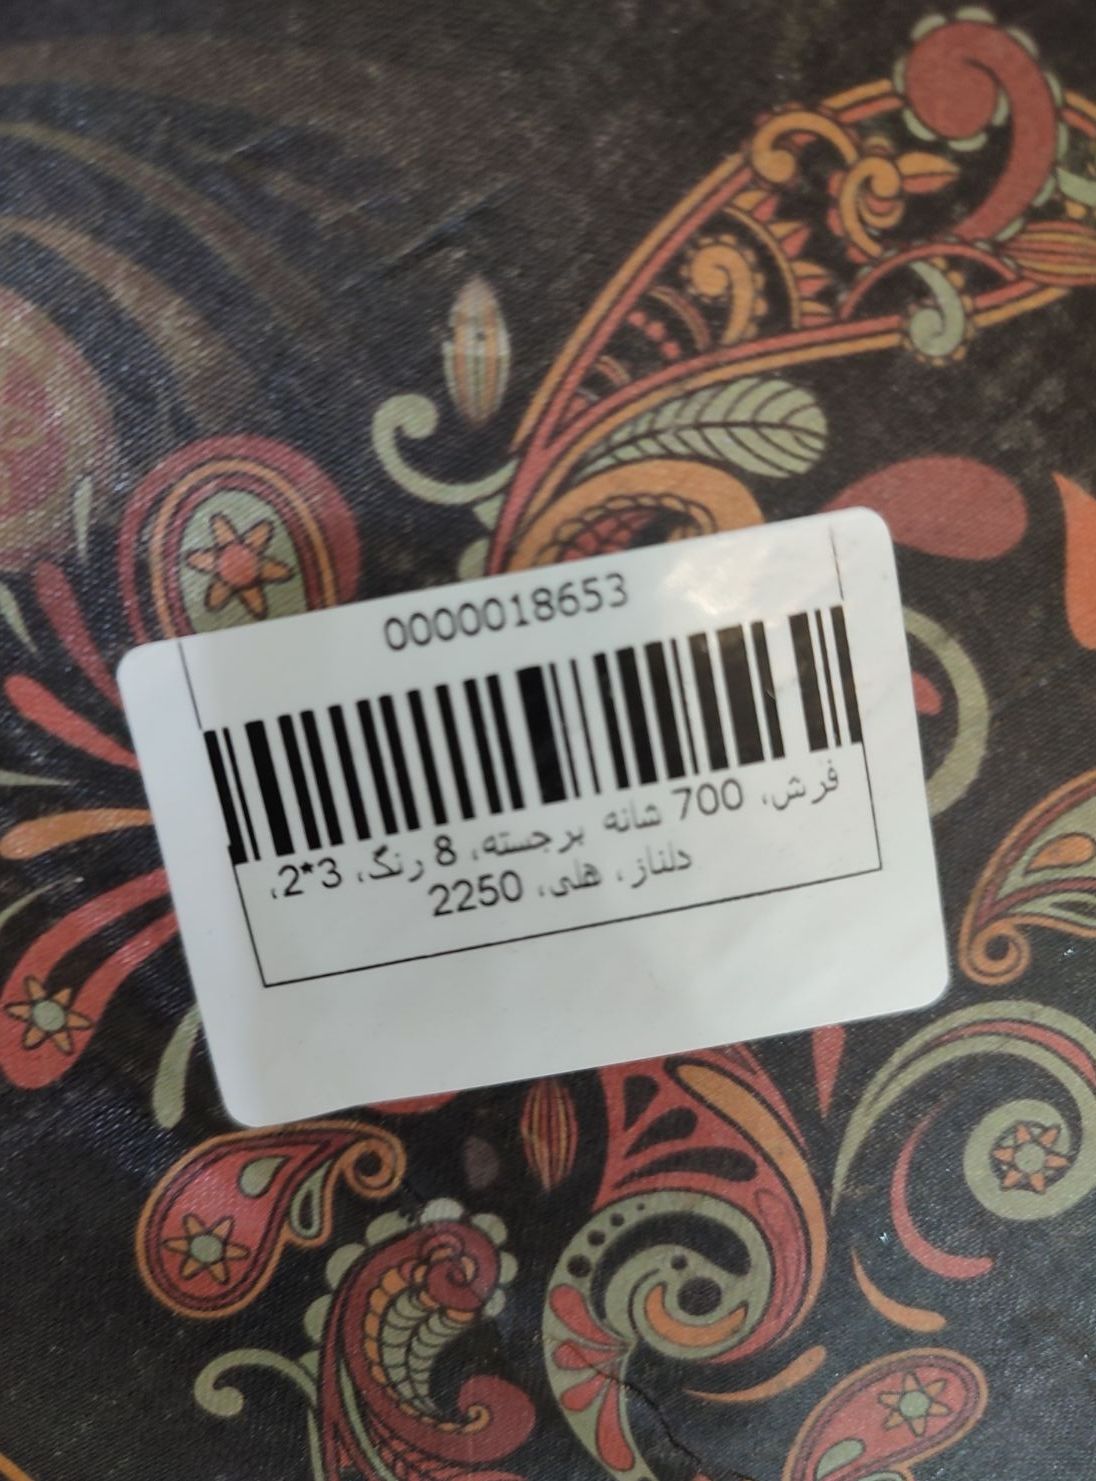 0000018653
فرش، 700 شانه برجسته، 8 رنگ، 3*2،
دلناز، هلی، 2250